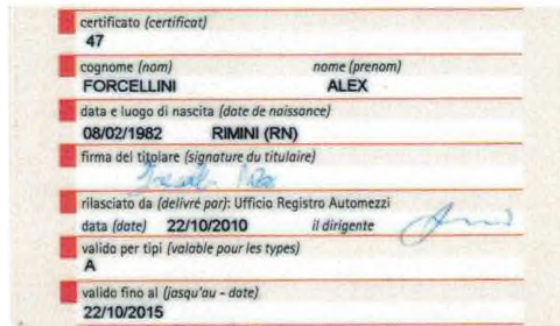 certificato (certificat)
47
cognome (nom) nome (prenom)
FORCELLINI ALEX
data e luogo di nascita (date de naissance)
08/02/1982 RIMINI (RN)
firma del titolare (signature du titulaire)
rilasciato da (delivré par): Ufficio Registro Automezzi
data (date) 22/10/2010 il dirigente
valido per tipi (valable pour les types)
A
valido fino al (jasqu'au - date)
22/10/2015